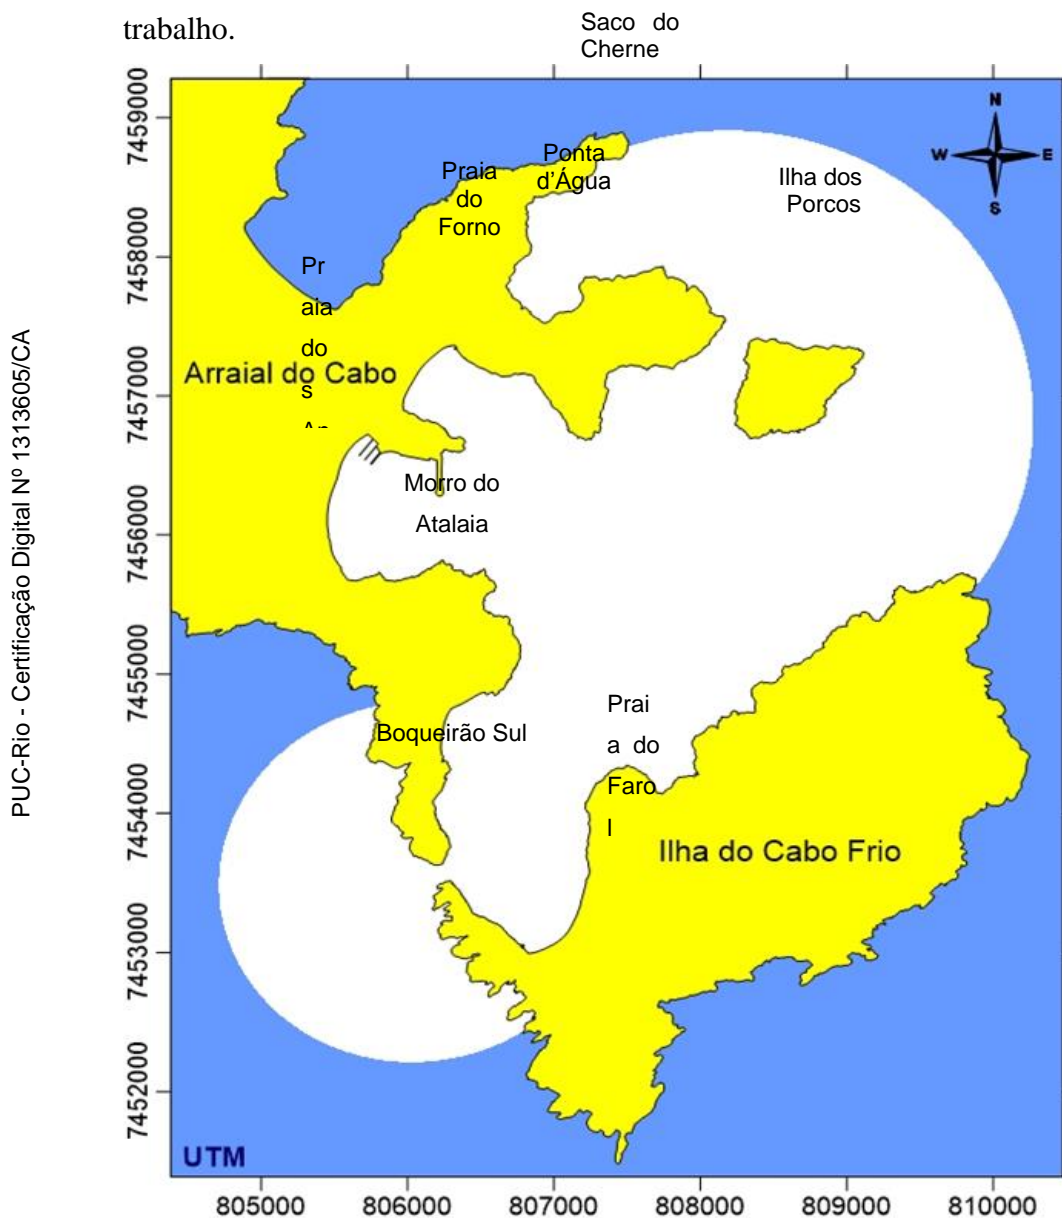 trabalho.
Saco do
Cherne
N
W
E
S
Ponta
d'Água
Praia
do
Forno
Ilha dos
Porcos
Pr
aia
do
s
Arraial do Cabo
Morro do
Atalaia
Boqueirão Sul
Prai
a do
Faro
l
Ilha do Cabo Frio
UTM
7459000
7458000
7457000
7456000
7455000
7454000
7453000
7452000
805000 806000 807000 808000 809000 810000
PUC-Rio - Certificação Digital Nº 1313605/CA